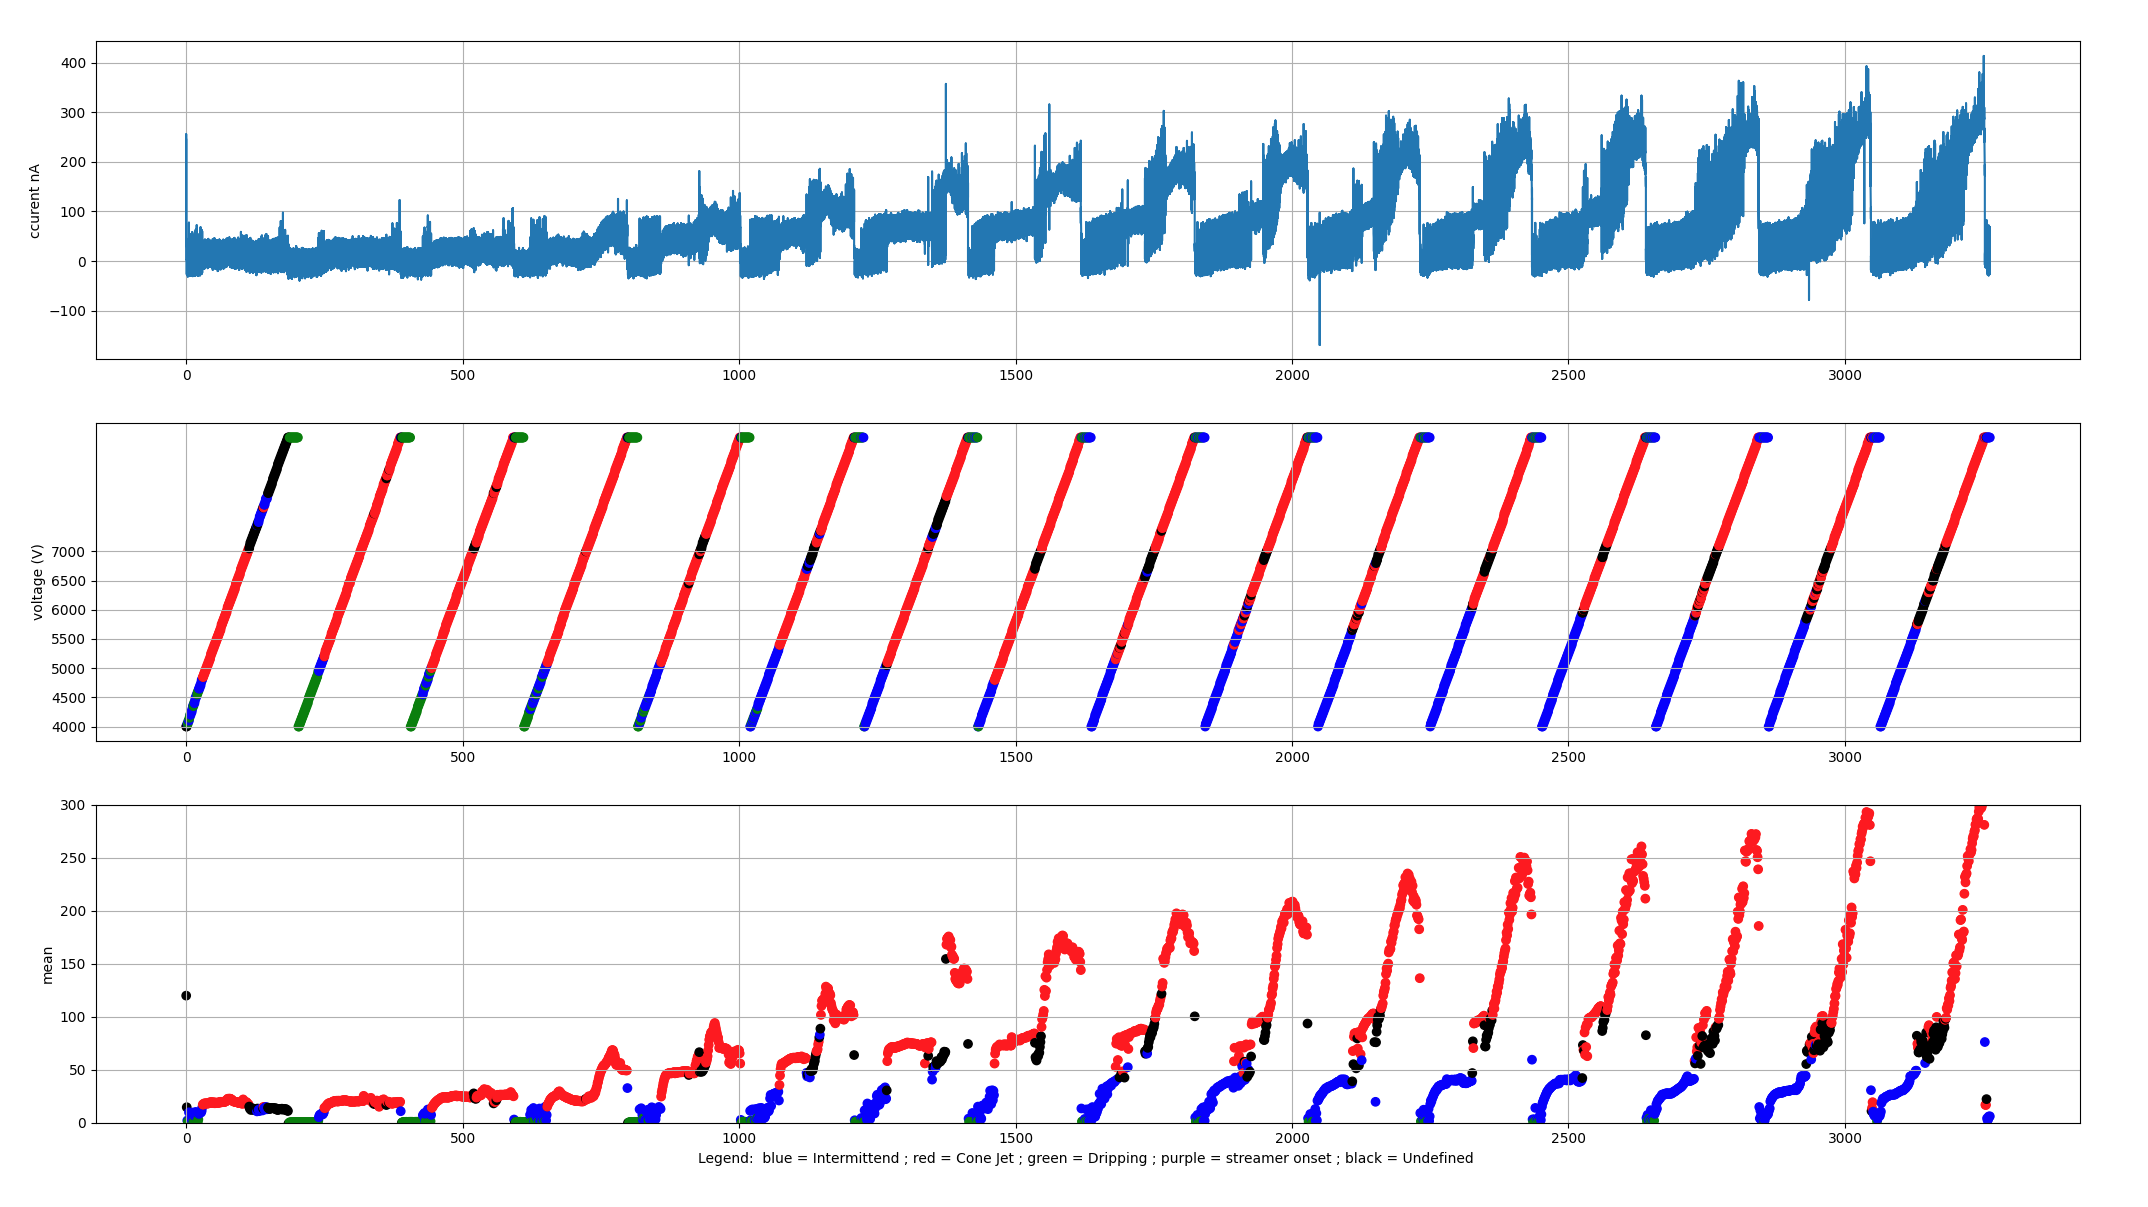 400
300
200
100
0
−100
ccurent nA
0 500 1000 1500 2000 2500 3000
7000
6500
6000
5500
5000
4500
4000
voltage (V)
0 500 1000 1500 2000 2500 3000
300
250
200
150
100
50
0
mean
0 500 1000 1500 2000 2500 3000
Legend:  blue = Intermittend ; red = Cone Jet ; green = Dripping ; purple = streamer onset ; black = Undefined